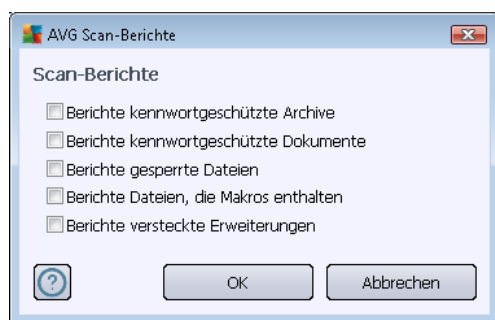 AVG Scan-Berichte
Scan-Berichte
Berichte kennwortgeschützte Archive
Berichte kennwortgeschützte Dokumente
Berichte gesperrte Dateien
Berichte Dateien, die Makros enthalten
Berichte versteckte Erweiterungen
? OK Abbrechen